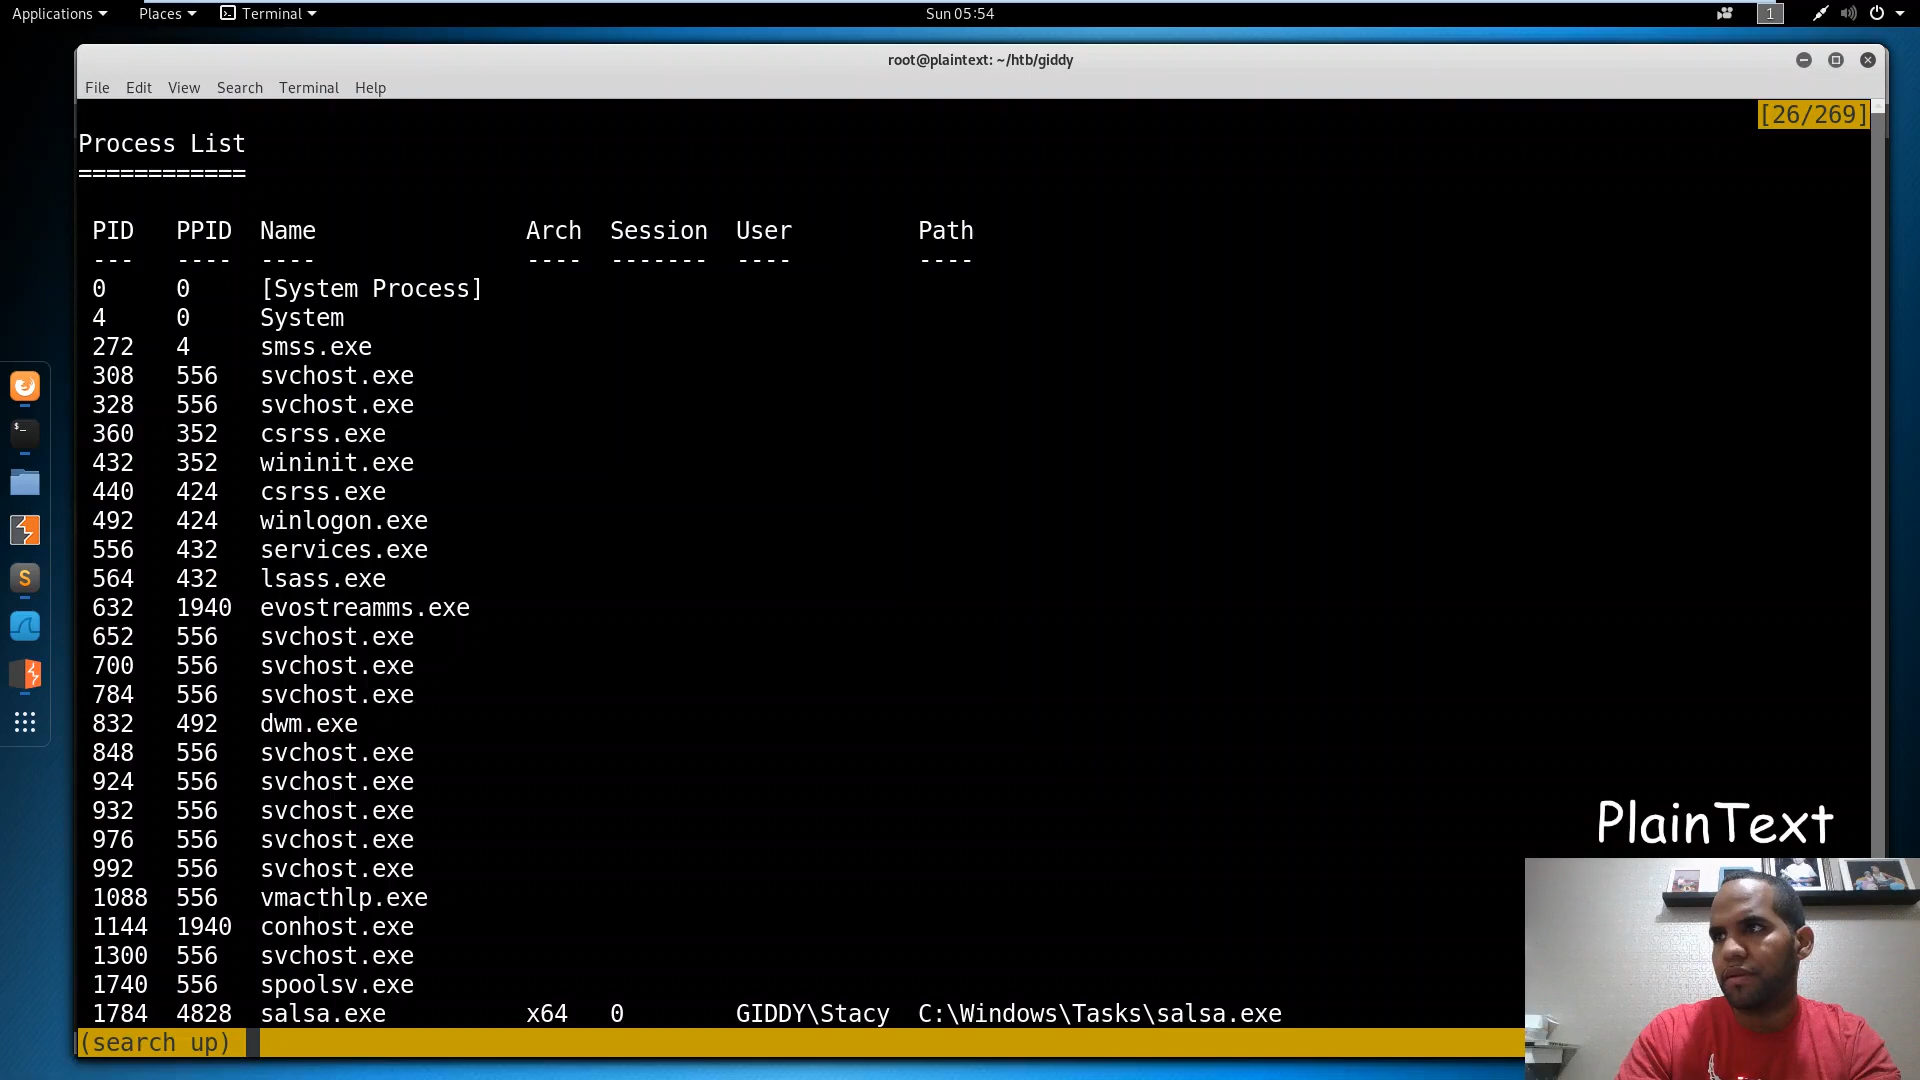 Applications Places Terminal Sun 05:54 1
root@plaintext: ~/htb/giddy
File Edit View Search Terminal Help
[26/269]
Process List
============
PID PPID Name Arch Session User Path
--- ---- ---- ---- ------- ---- ----
0 0 [System Process]
4 0 System
272 4 smss.exe
308 556 svchost.exe
328 556 svchost.exe
360 352 csrss.exe
432 352 wininit.exe
440 424 csrss.exe
492 424 winlogon.exe
556 432 services.exe
564 432 lsass.exe
632 1940 evostreamms.exe
652 556 svchost.exe
700 556 svchost.exe
784 556 svchost.exe
832 492 dwm.exe
848 556 svchost.exe
924 556 svchost.exe
932 556 svchost.exe
976 556 svchost.exe
992 556 svchost.exe
1088 556 vmacthlp.exe
1144 1940 conhost.exe
1300 556 svchost.exe
1740 556 spoolsv.exe
1784 4828 salsa.exe x64 0 GIDDY\Stacy C:\Windows\Tasks\salsa.exe
(search up)
PlainText
$_
S